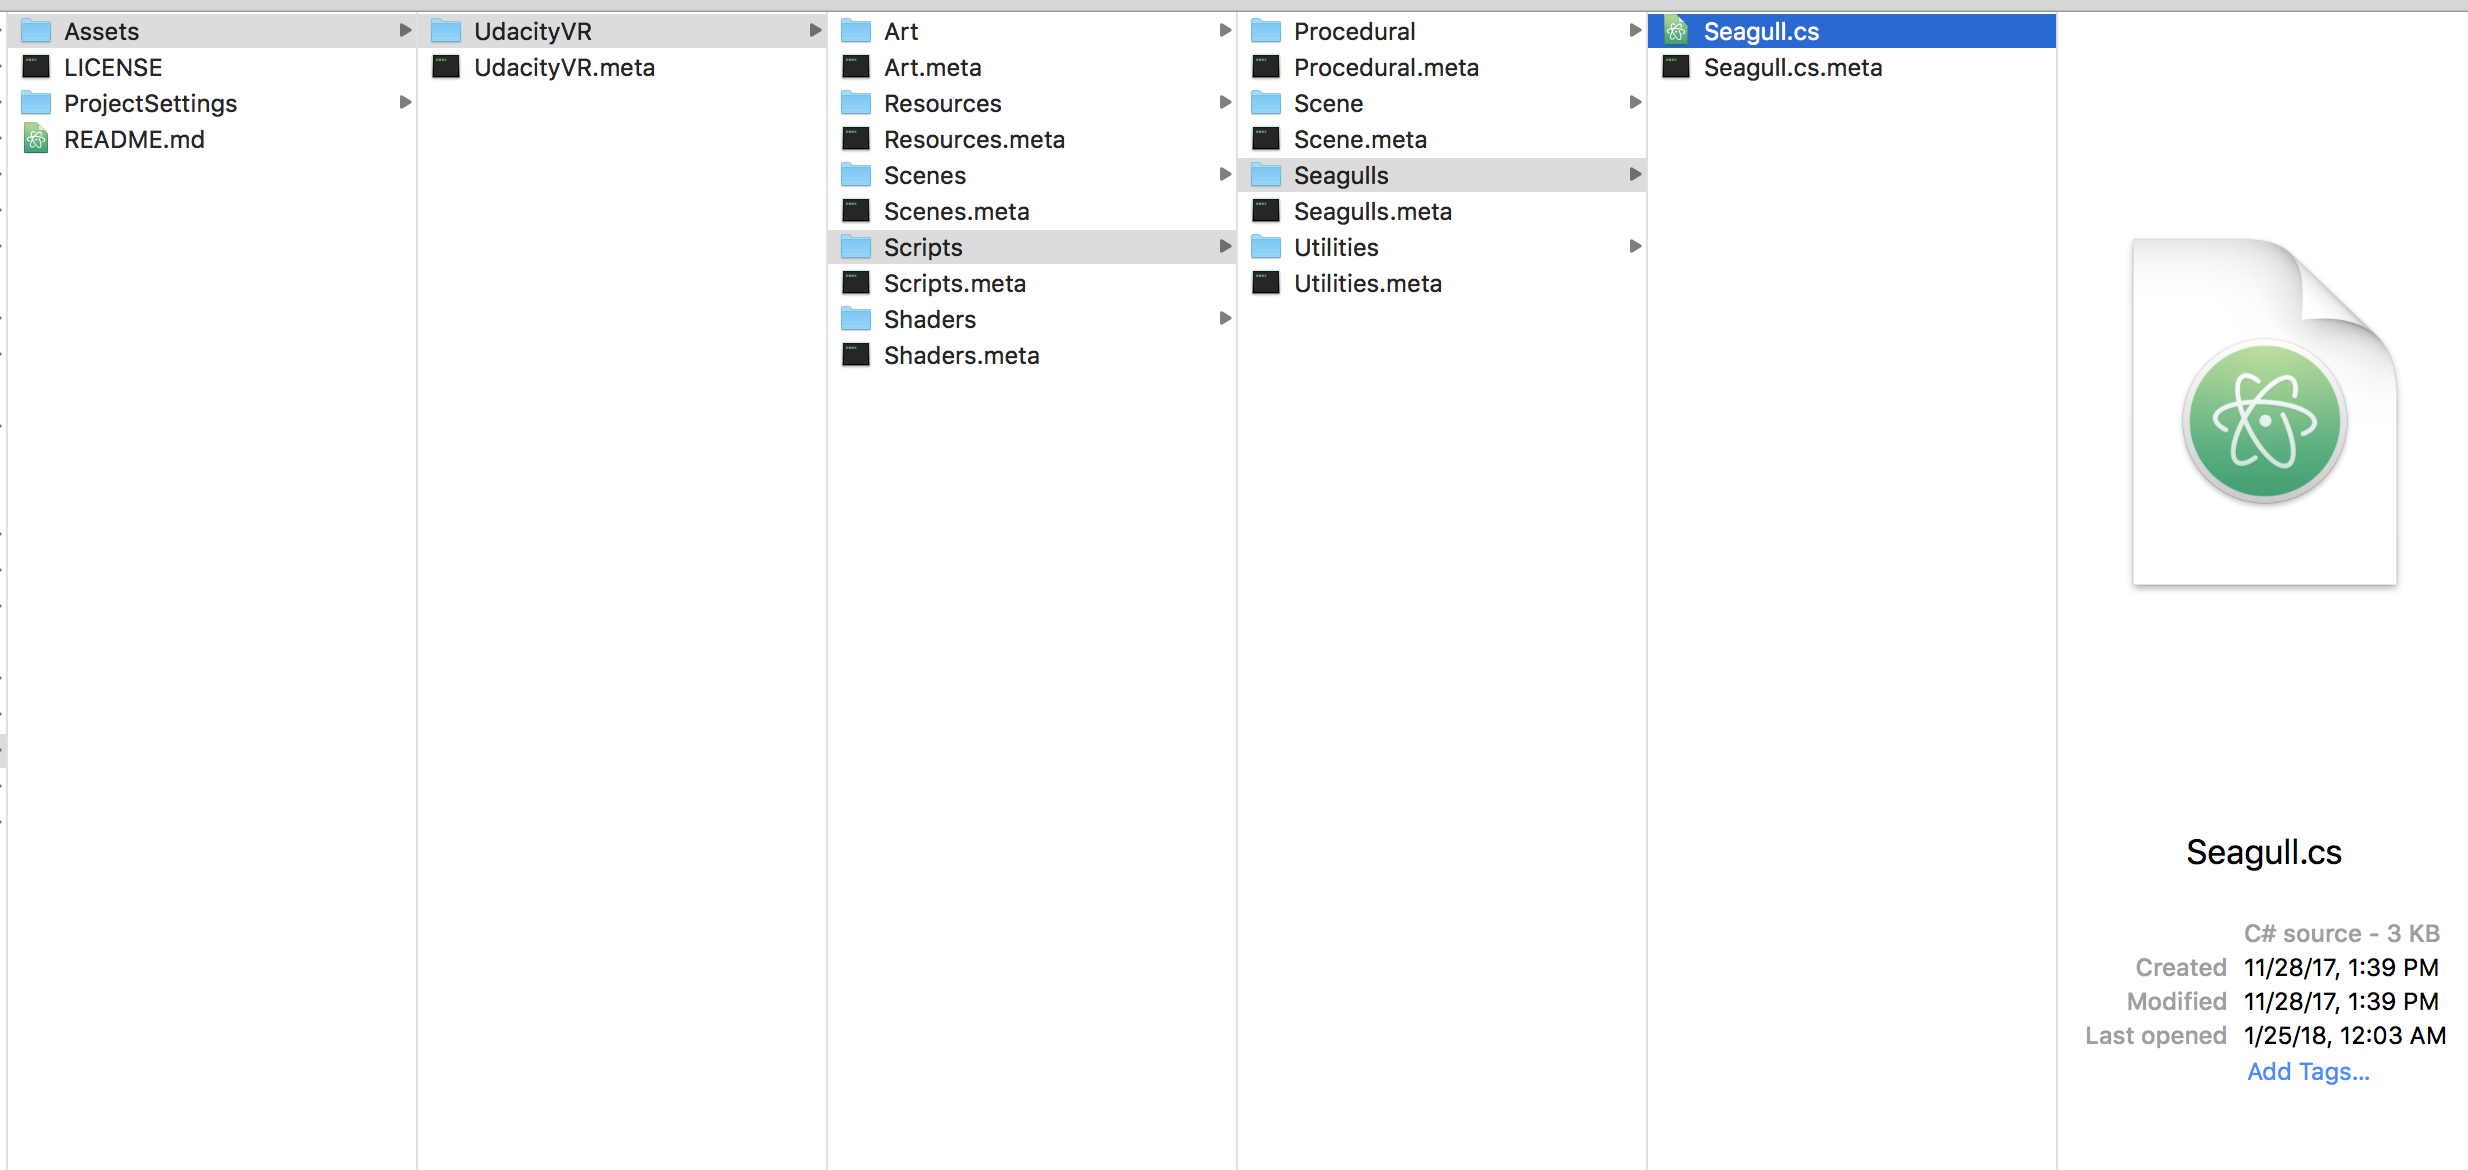 Assets
LICENSE
ProjectSettings
README.md
UdacityVR
UdacityVR.meta
Art
Art.meta
Resources
Resources.meta
Scenes
Scenes.meta
Scripts
Scripts.meta
Shaders
Shaders.meta
Procedural
Procedural.meta
Scene
Scene.meta
Seagulls
Seagulls.meta
Utilities
Utilities.meta
Seagull.cs
Seagull.cs.meta
Seagull.cs
C# source - 3 KB
Created 11/28/17, 1:39 PM
Modified 11/28/17, 1:39 PM
Last opened 1/25/18, 12:03 AM
Add Tags...